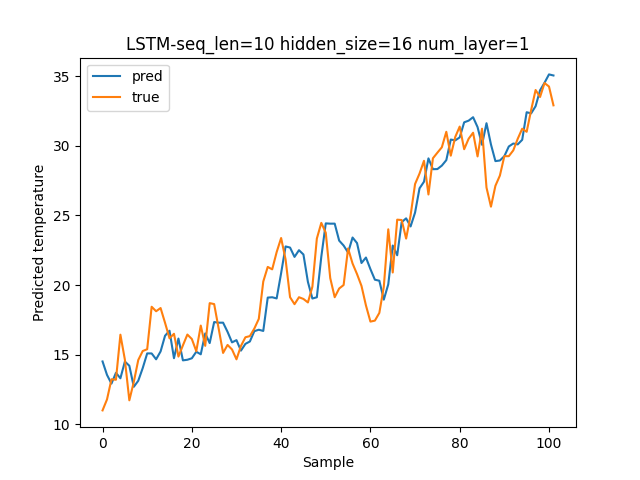 LSTM-seq_len=10 hidden_size=16 num_layer=1
pred
true
35
30
25
20
15
10
Predicted temperature
0 20 40 60 80 100
Sample